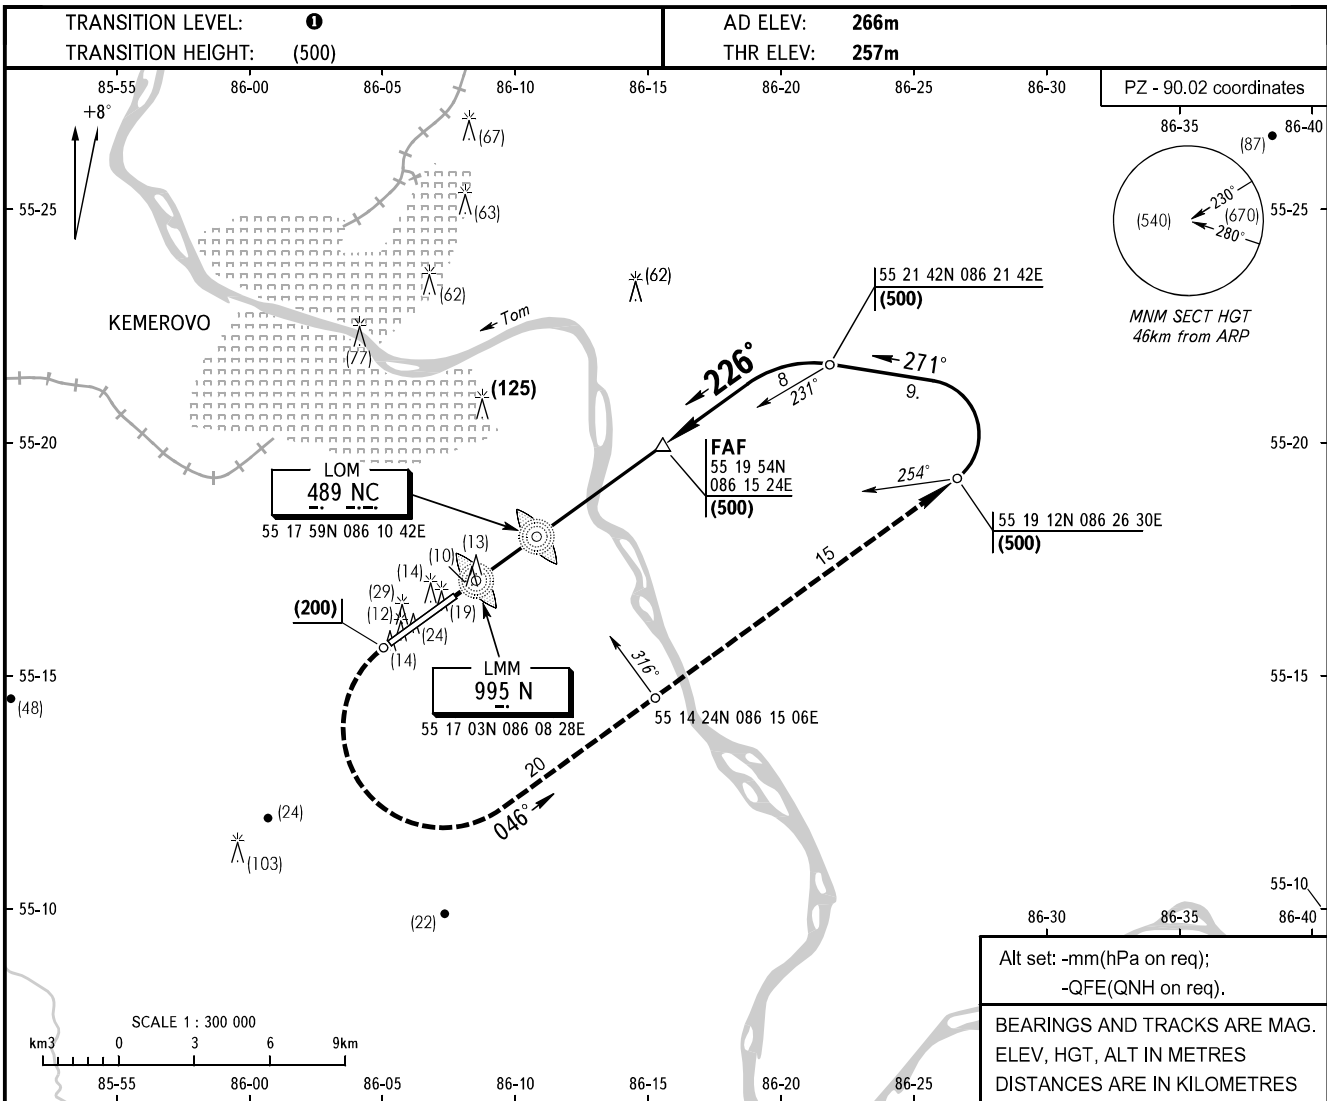 TRANSITION LEVEL: ❶
TRANSITION HEIGHT: (500)
AD ELEV: 266m
THR ELEV: 257m
85-55 86-00 86-05 86-10 86-15 86-20 86-25 86-30
PZ - 90.02 coordinates
+8°
86-35 86-40
(67)
(87)
55-25
(63)
(540)
230°
(670)
280°
55-25
(62)
(62)
55 21 42N 086 21 42E
(500)
MNM SECT HGT
46km from ARP
KEMEROVO
Tom
(77)
226°
271°
8
231°
9.
(125)
55-20
FAF
55 19 54N
086 15 24E
(500)
55-20
LOM
489 NC
55 17 59N 086 10 42E
254°
55 19 12N 086 26 30E
(500)
(13)
(10)
(14)
(29)
(12)
(19)
(24)
(14)
(200)
15
LMM
995 N
55 17 03N 086 08 28E
316°
55-15
55-15
(48)
55 14 24N 086 15 06E
20
046°
(24)
(103)
55-10
(22)
55-10
86-30 86-35 86-40
Alt set: -mm(hPa on req);
-QFE(QNH on req).
SCALE 1 : 300 000
km3 0 3 6 9km
BEARINGS AND TRACKS ARE MAG.
ELEV, HGT, ALT IN METRES
DISTANCES ARE IN KILOMETRES
85-55 86-00 86-05 86-10 86-15 86-20 86-25